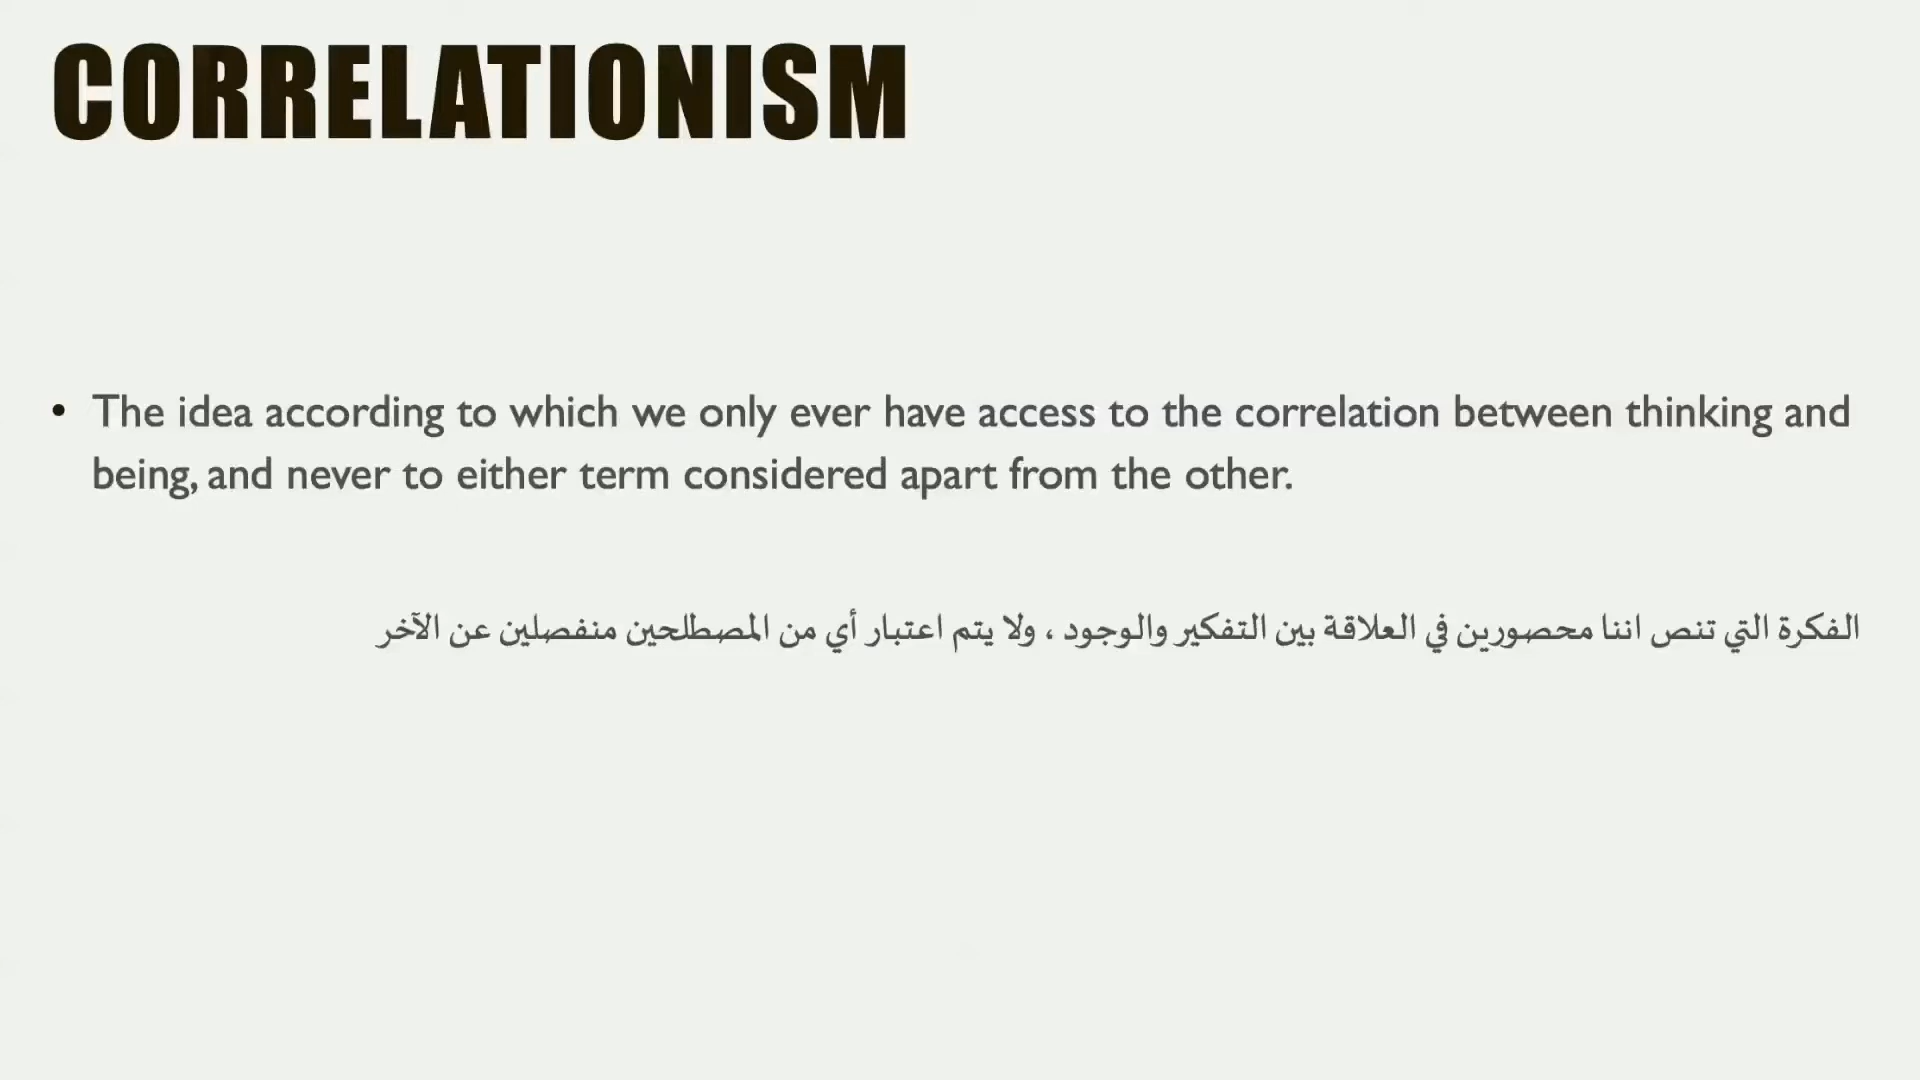 CORRELATIONISM
• The idea according to which we only ever have access to the correlation between thinking and
being, and never to either term considered apart from the other.
الفكرة التي تنص اننا محصورين في العلاقة بين التفكير والوجود ، ولا يتم اعتبار أي من المصطلحين منفصلين عن الآخر